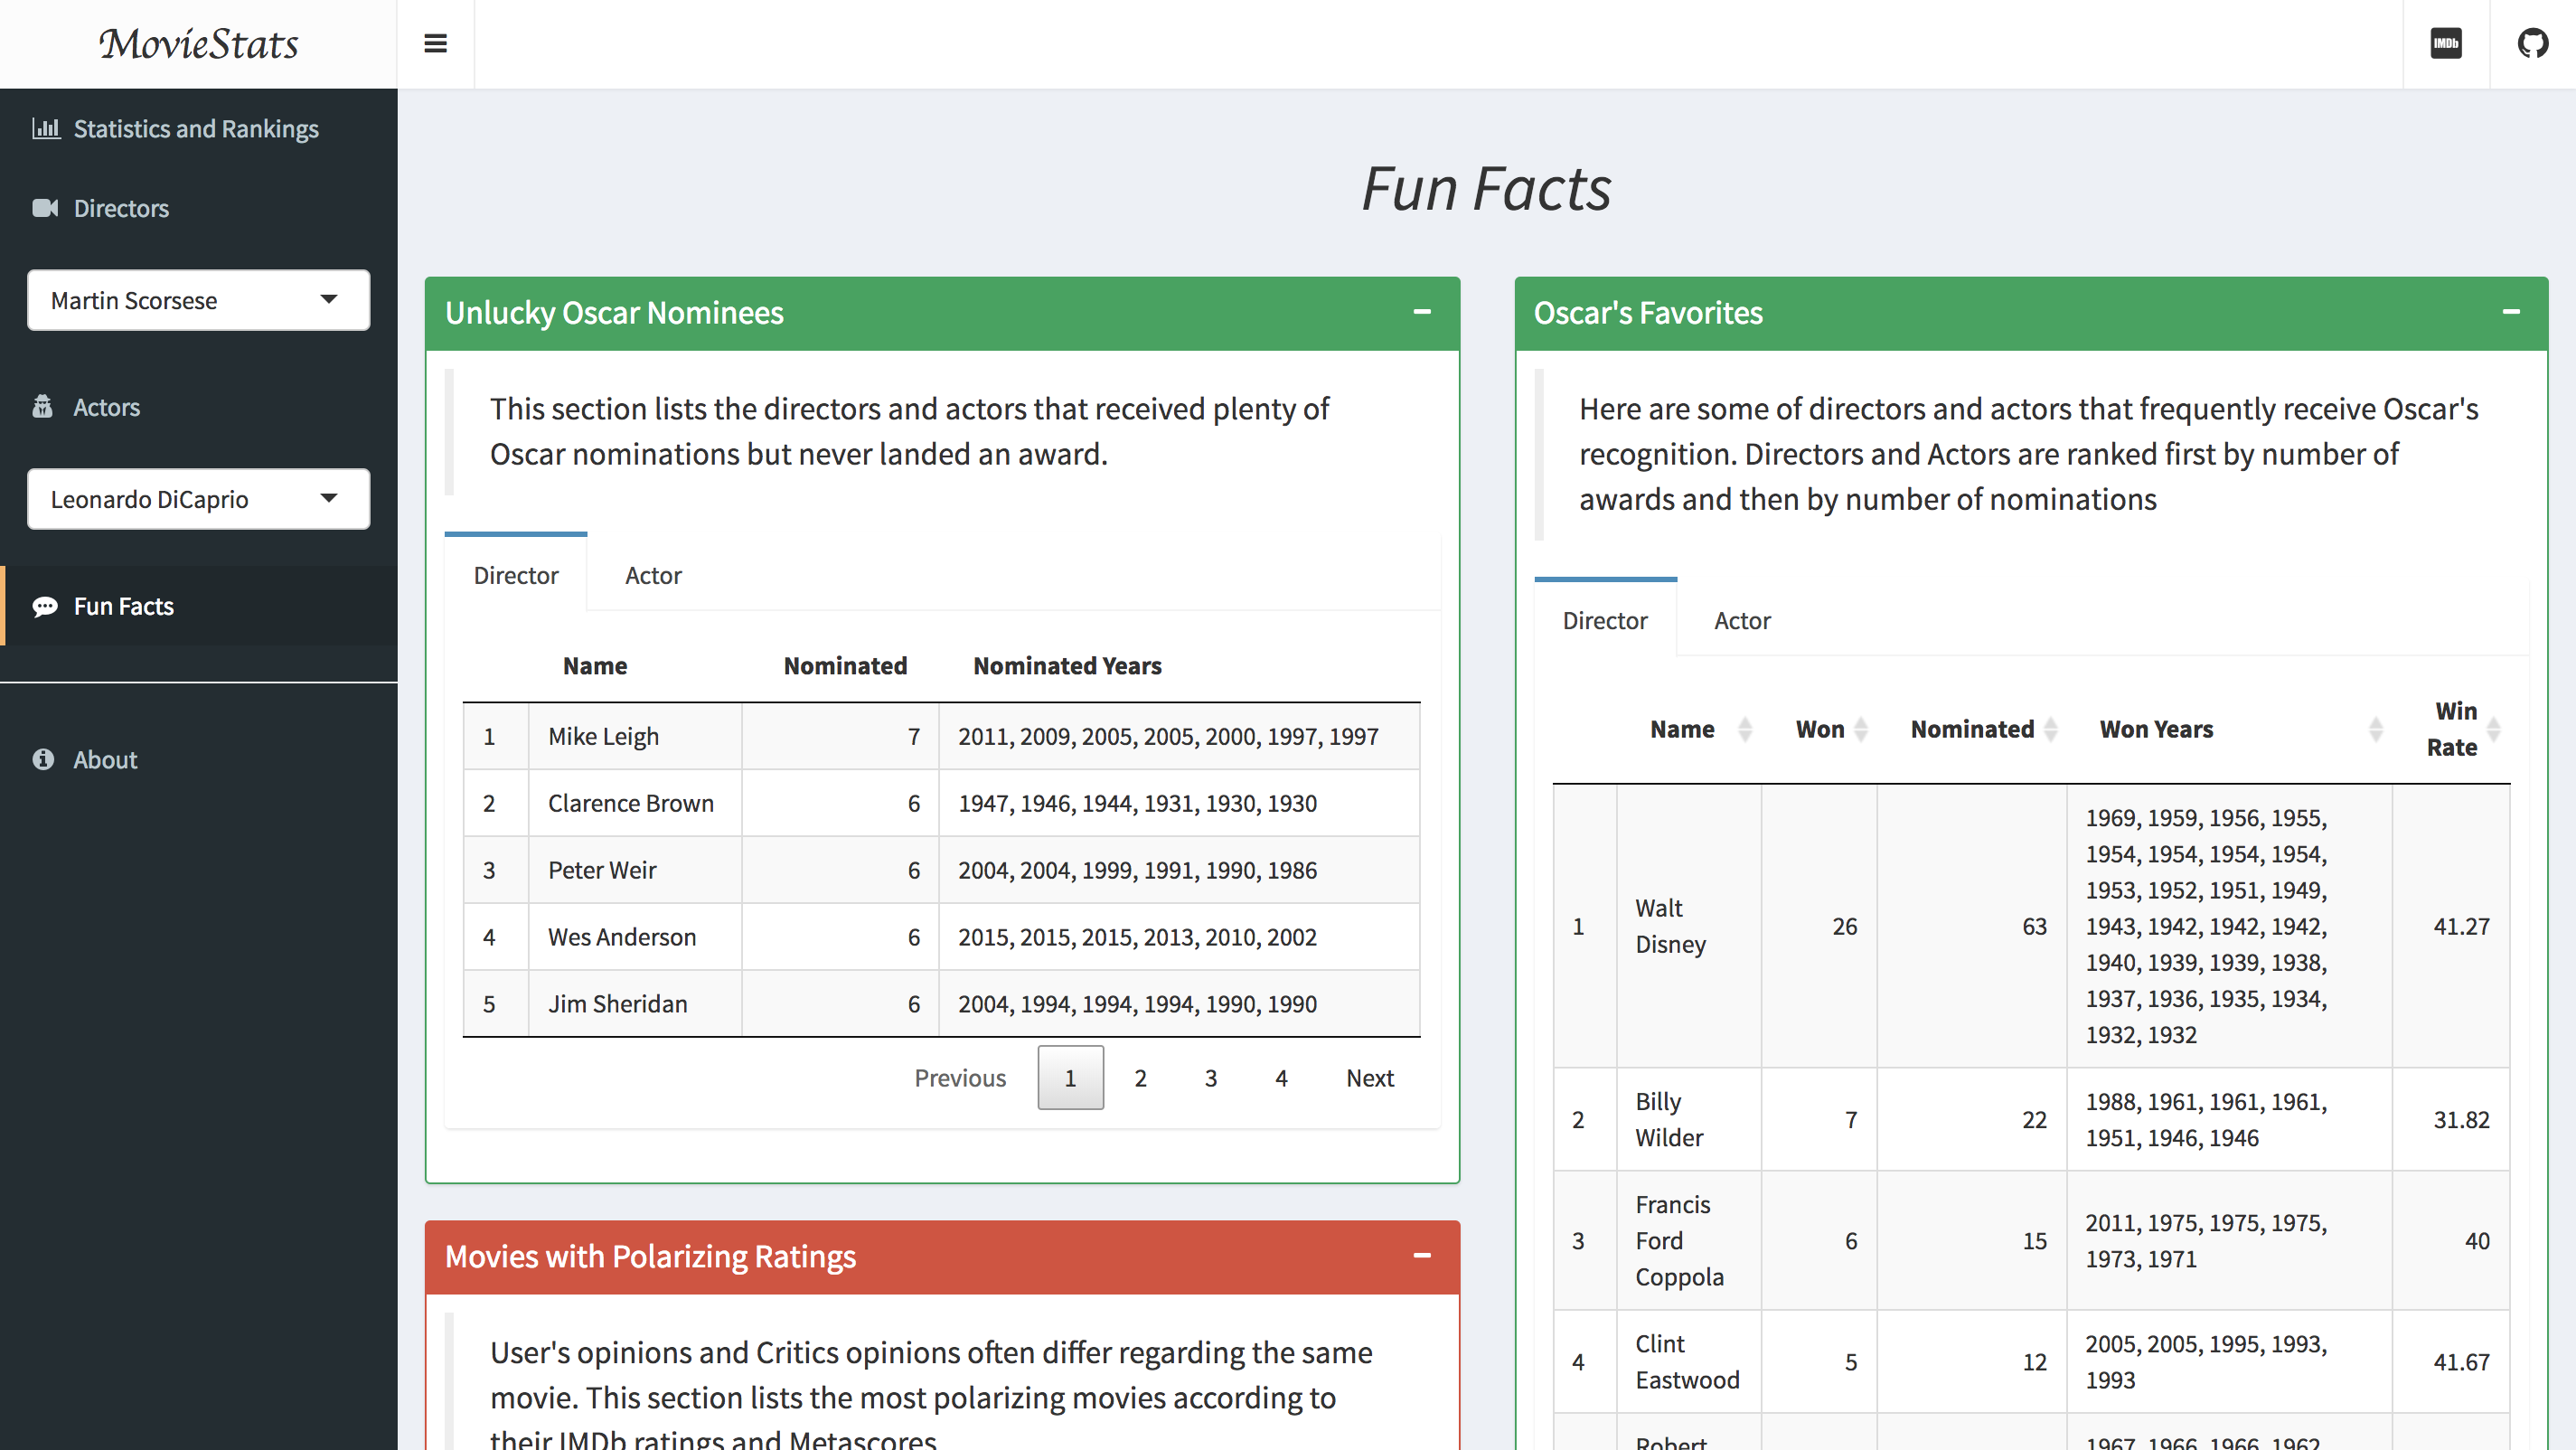 MovieStats
IMDb
Statistics and Rankings
Directors
Martin Scorsese
Actors
Leonardo DiCaprio
Fun Facts
About
Fun Facts
Unlucky Oscar Nominees
This section lists the directors and actors that received plenty of
Oscar nominations but never landed an award.
Director Actor
Name Nominated Nominated Years
1 Mike Leigh 7 2011, 2009, 2005, 2005, 2000, 1997, 1997
2 Clarence Brown 6 1947, 1946, 1944, 1931, 1930, 1930
3 Peter Weir 6 2004, 2004, 1999, 1991, 1990, 1986
4 Wes Anderson 6 2015, 2015, 2015, 2013, 2010, 2002
5 Jim Sheridan 6 2004, 1994, 1994, 1994, 1990, 1990
Previous 1 2 3 4 Next
Movies with Polarizing Ratings
User's opinions and Critics opinions often differ regarding the same
movie. This section lists the most polarizing movies according to
their IMDb ratings and Metascores
Oscar's Favorites
Here are some of directors and actors that frequently receive Oscar's
recognition. Directors and Actors are ranked first by number of
awards and then by number of nominations
Director Actor
Name Won Nominated Won Years Win
Rate
1969, 1959, 1956, 1955,
1954, 1954, 1954, 1954,
1953, 1952, 1951, 1949,
1 Walt
Disney 26 63 1943, 1942, 1942, 1942, 41.27
1940, 1939, 1939, 1938,
1937, 1936, 1935, 1934,
1932, 1932
2 Billy
Wilder 7 22 1988, 1961, 1961, 1961,
1951, 1946, 1946 31.82
3 Francis
Ford
Coppola 6 15 2011, 1975, 1975, 1975,
1973, 1971 40
4 Clint
Eastwood 5 12 2005, 2005, 1995, 1993,
1993 41.67
Robert 1967, 1966, 1966, 1962